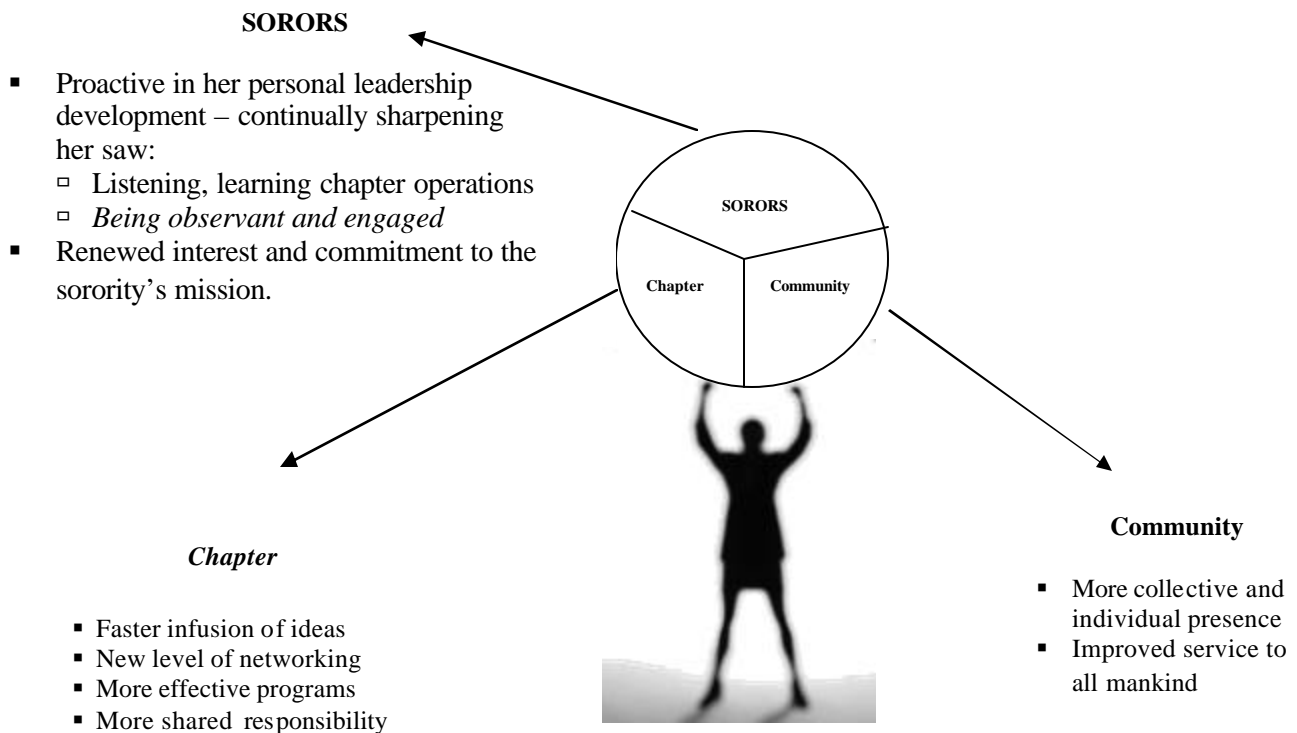 SORORS
▪ Proactive in her personal leadership
development – continually sharpening
her saw:
▫ Listening, learning chapter operations
▫ Being observant and engaged
▪ Renewed interest and commitment to the
sorority’s mission.
SORORS
Chapter
Community
Chapter
▪ Faster infusion of ideas
▪ New level of networking
▪ More effective programs
▪ More shared responsibility
Community
▪ More collective and
individual presence
▪ Improved service to
all mankind